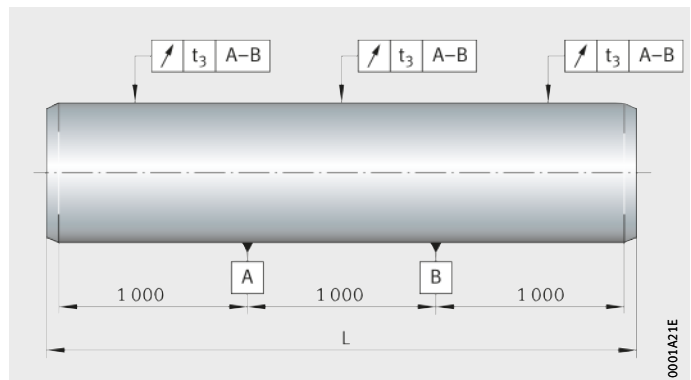 t3 A–B t3 A–B t3 A–B
A B
1 000 1 000 1 000
L
0001A21E